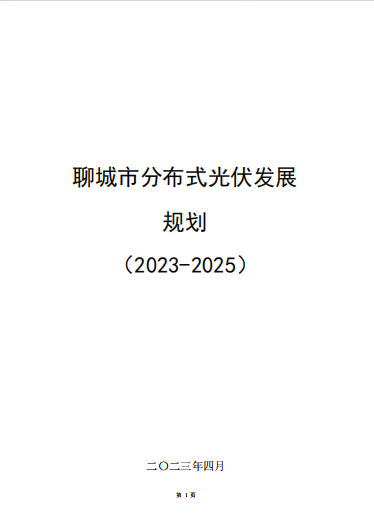 聊城市分布式光伏发展
规划
（2023-2025）
二〇二三年四月
第 1 页